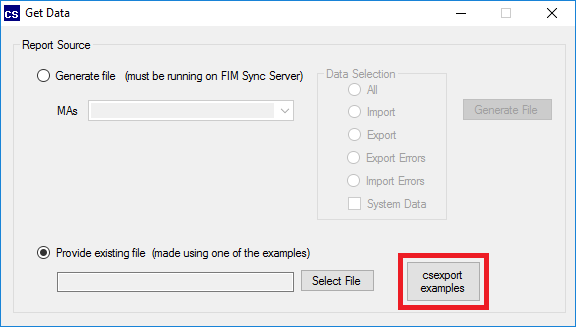 CS Get Data
Report Source
Generate file (must be running on FIM Sync Server)
MAs
Data Selection
All
Import
Export
Export Errors
Import Errors
System Data
Generate File
Provide existing file (made using one of the examples)
Select File
csexport
examples